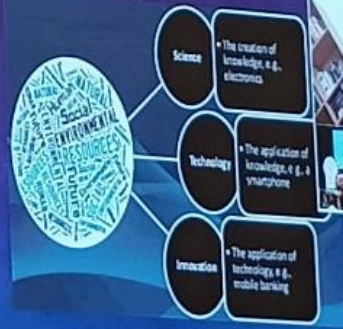 Science
• The creation of
knowledge, e.g.,
electronics
Social
ENVIRONMENTAL
RESOURCES
Future
Technology
• The application of
knowledge, e.g., a
smartphone
Innovation
• The application of
technology, e.g.,
mobile banking